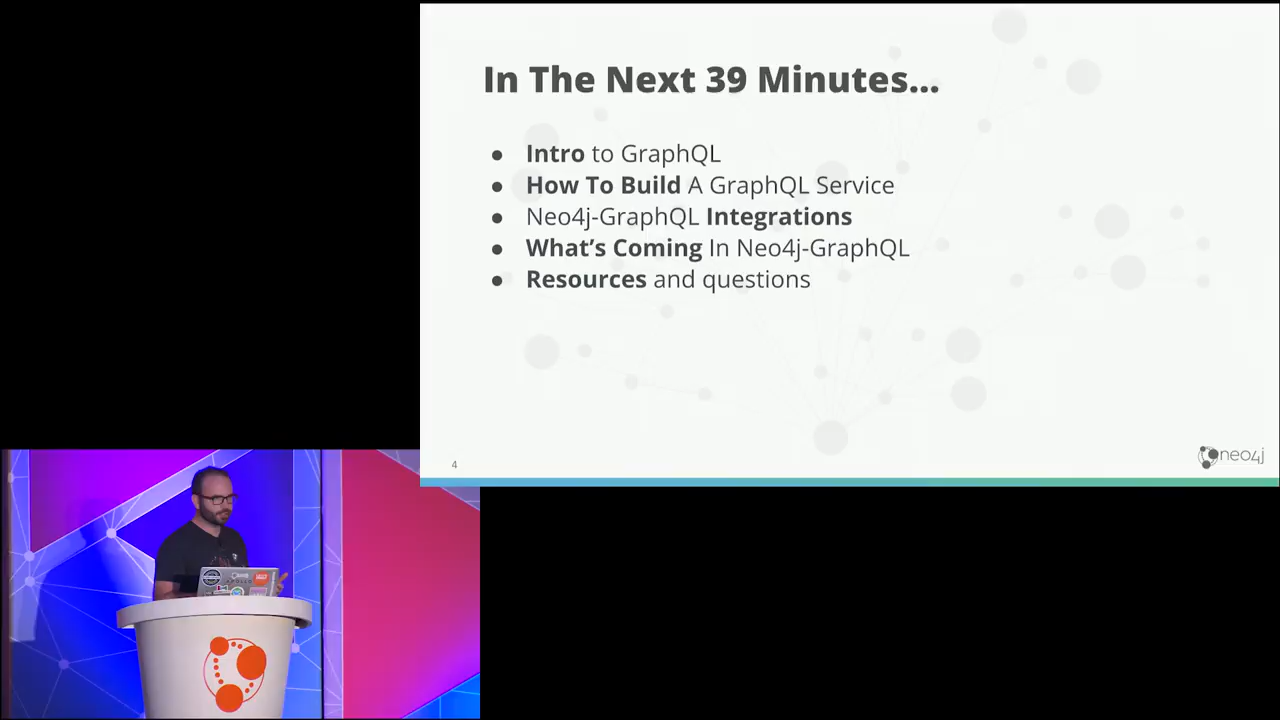 In The Next 39 Minutes...
● Intro to GraphQL
● How To Build A GraphQL Service
● Neo4j-GraphQL Integrations
● What's Coming In Neo4j-GraphQL
● Resources and questions
4
neo4j